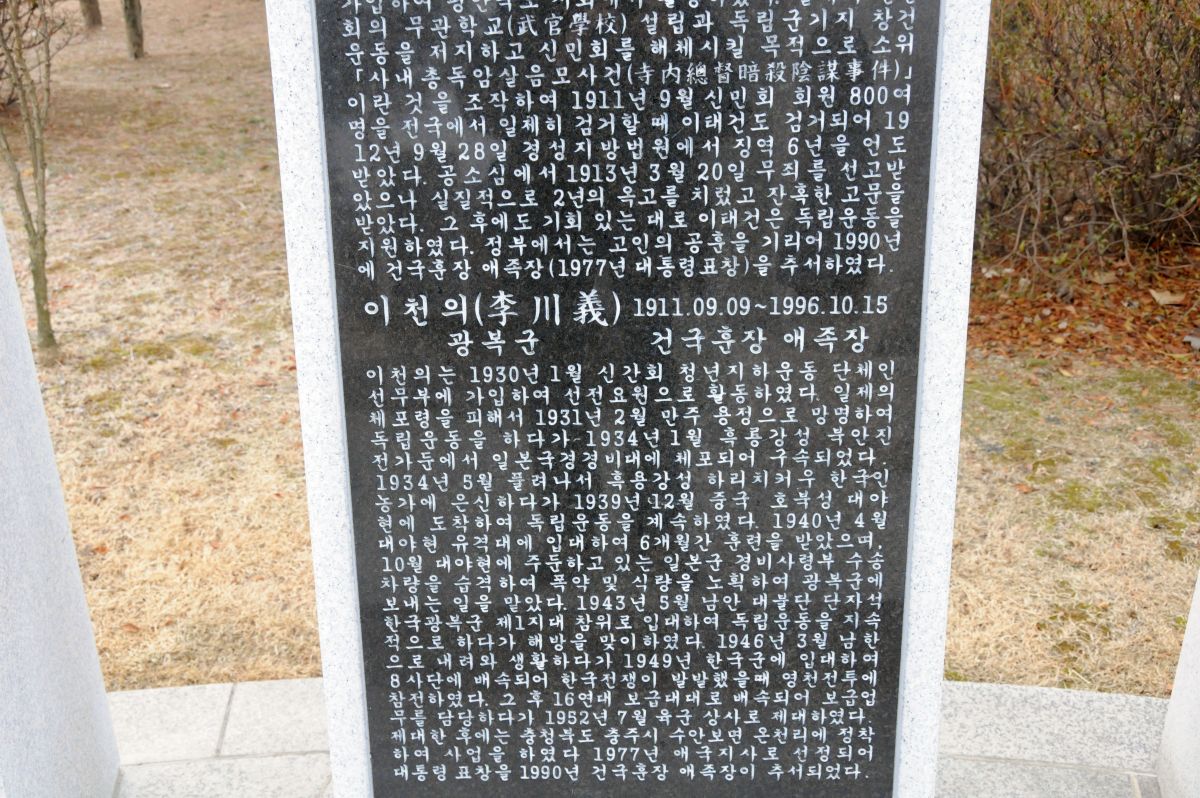 회의 무관학교(武官學校) 설립과 독립군기지 창건
운동을 저지하고 신민회를 해체시킬 목적으로 소위
「사내총독암살음모사건(寺内總督暗殺陰謀事件)」
이란 것을 조작하여 1911년 9월 신민회 회원 800여
명을 전국에서 일제히 검거할 때 이태건도 검거되어 19
12년 9월 28일 경성지방법원에서 징역 6년을 언도
받았다. 공소심에서 1913년 3월 20일 무죄를 선고받
았으나 실질적으로 2년의 옥고를 치렀고 잔혹한 고문을
받았다. 그 후에도 기회 있는 대로 이태건은 독립운동을
지원하였다. 정부에서는 고인의 공훈을 기리어 1990년
에 건국훈장 애족장(1977년 대통령표창)을 추서하였다.
이천의(李川義) 1911.09.09~1996.10.15
광복군 건국훈장 애족장
이천의는 1930년 1월 신간회 청년지하운동 단체인
선무부에 가입하여 선전요원으로 활동하였다. 일제의
체포령을 피해서 1931년 2월 만주 용정으로 망명하여
독립운동을 하다가 1934년 1월 흑룡강성 북안진
전가둔에서 일본국경경비대에 체포되어 구속되었다.
1934년 5월 풀려나서 흑용강성 하리치커우 한국인
농가에 은신하다가 1939년 12월 중국 호북성 대야
현에 도착하여 독립운동을 계속하였다. 1940년 4월
대야현 유격대에 입대하여 6개월간 훈련을 받았으며,
10월 대야현에 주둔하고 있는 일본군 경비사령부 수송
차량을 습격하여 폭약 및 식량을 노획하여 광복군에
보내는 일을 맡았다. 1943년 5월 남안 대불단 단자석
한국광복군 제1지대 참위로 입대하여 독립운동을 지속
적으로 하다가 해방을 맞이하였다. 1946년 3월 남한
으로 내려와 생활하다가 1949년 한국군에 입대하여
8사단에 배속되어 한국전쟁이 발발했을때 영천전투에
참전하였다. 그 후 16연대 보급대대로 배속되어 보급업
무를 담당하다가 1952년 7월 육군 상사로 제대하였다.
제대한 후에는 충청북도 충주시 수안보면 온천리에 정착
하여 사업을 하였다 1977년 애국지사로 선정되어
대통령 표창을 1990년 건국훈장 애족장이 추서되었다.